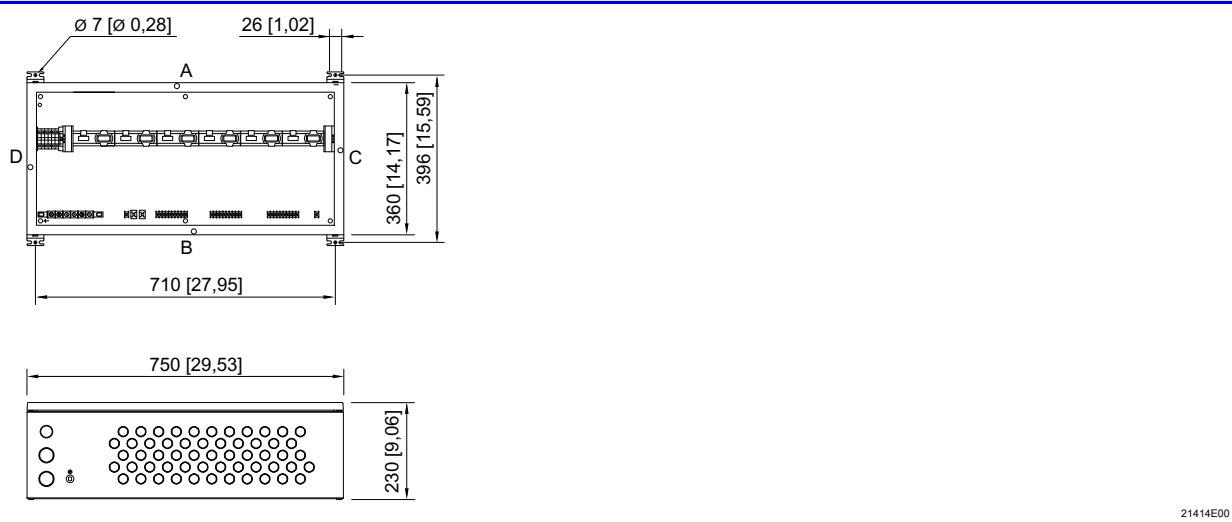 Ø 7 [Ø 0,28]
26 [1,02]
A
D
C
B
360 [14,17]
396 [15,59]
710 [27,95]
750 [29,53]
230 [9,06]
21414E00